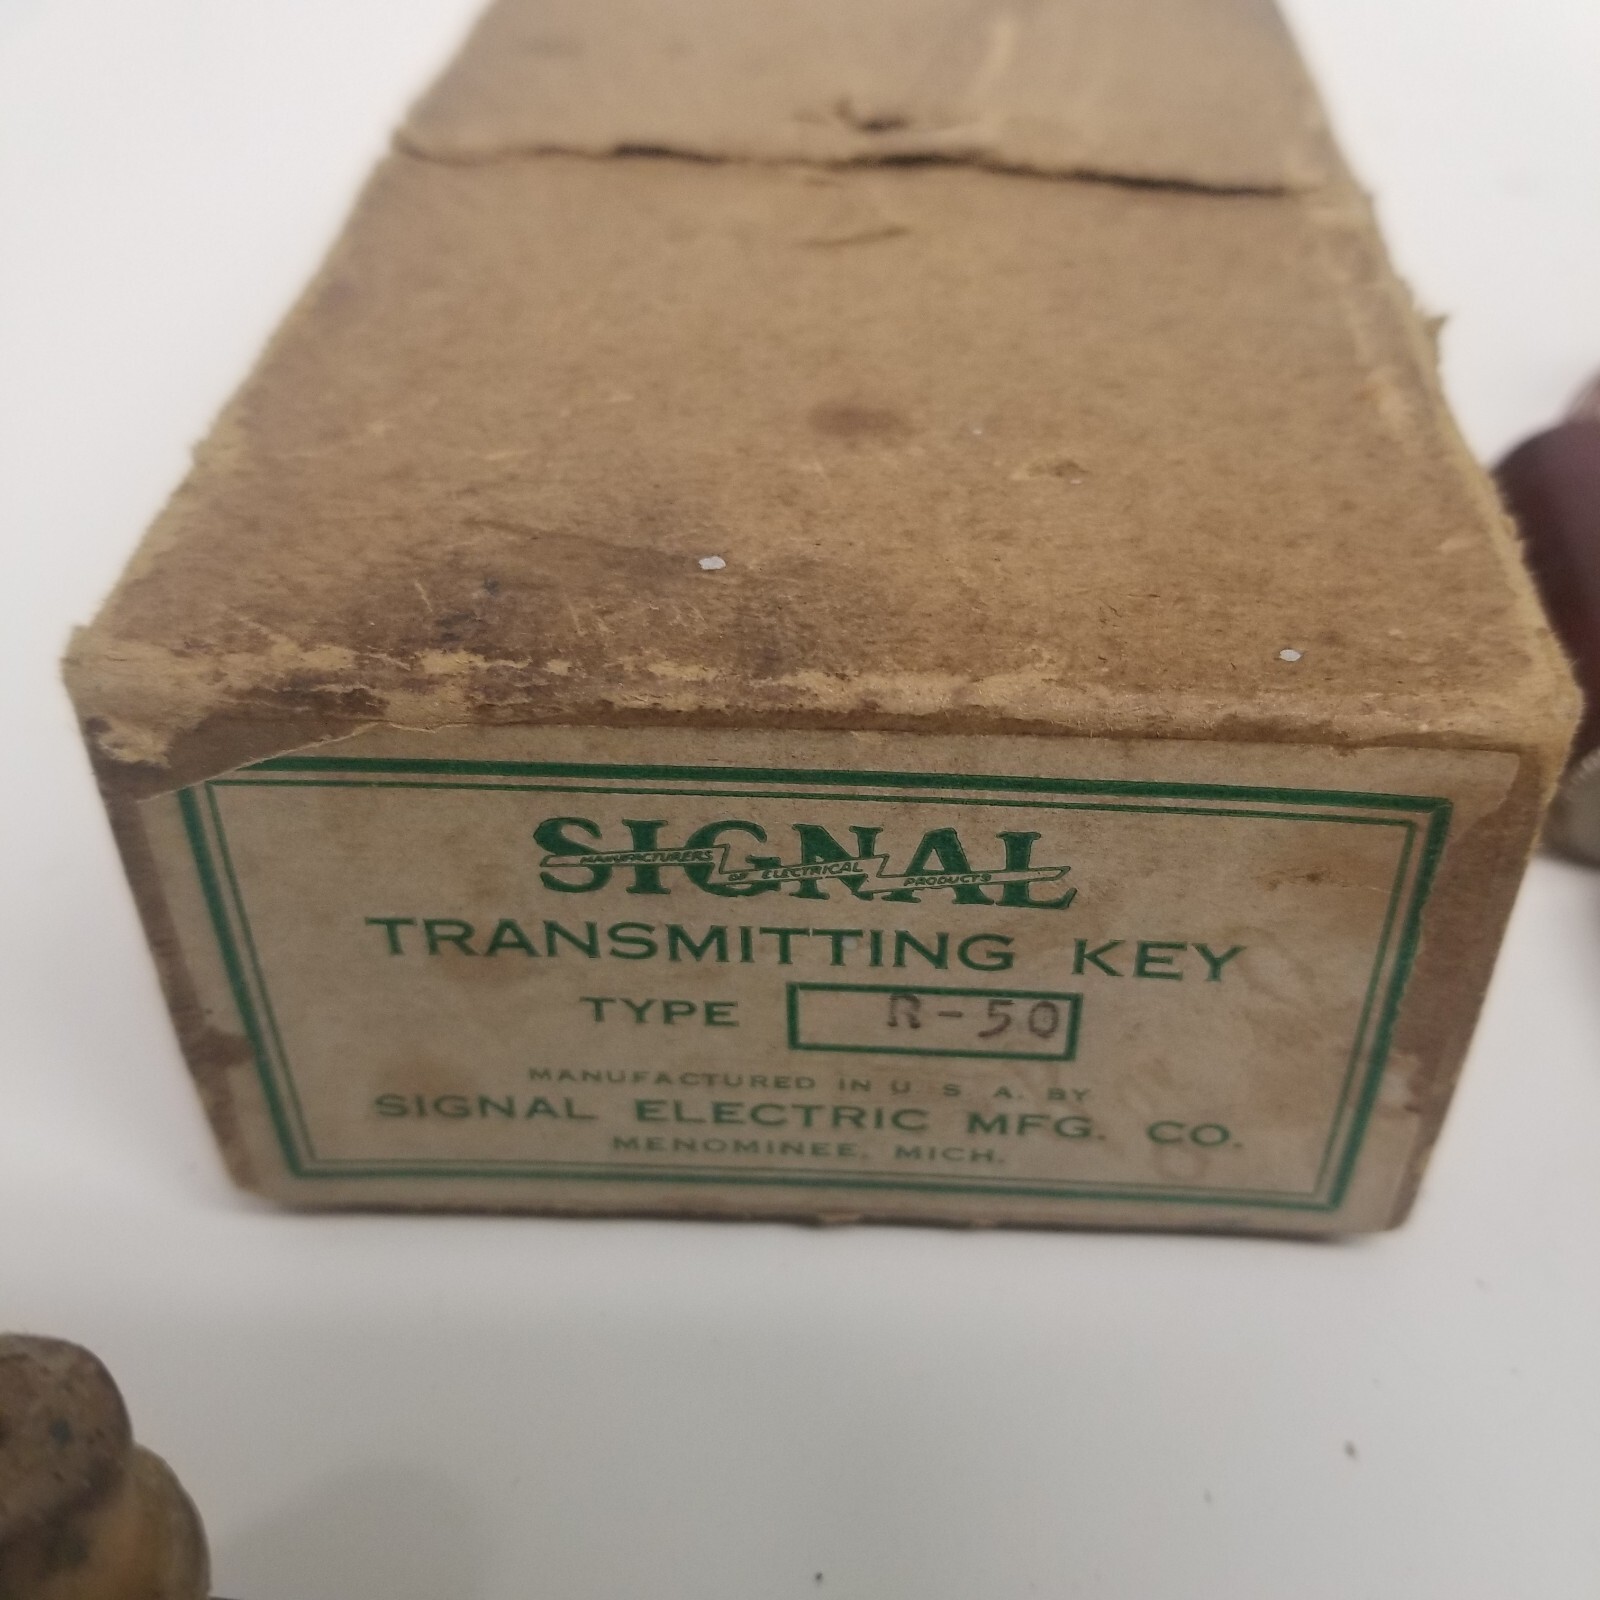 SIGNAL
MANUFACTURERS OF ELECTRICAL PRODUCTS
TRANSMITTING KEY
TYPE R-50
MANUFACTURED IN U. S. A. BY
SIGNAL ELECTRIC MFG. CO.
MENOMINEE, MICH.